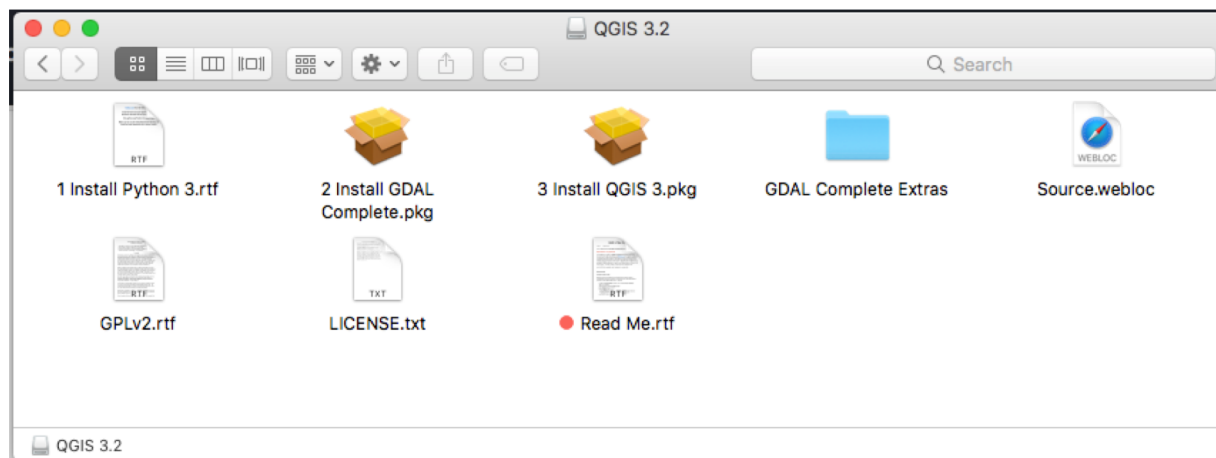 QGIS 3.2
Search
RTF
WEBLOC
1 Install Python 3.rtf
2 Install GDAL
Complete.pkg
3 Install QGIS 3.pkg
GDAL Complete Extras
Source.webloc
RTF
TXT
RTF
GPLv2.rtf
LICENSE.txt
Read Me.rtf
QGIS 3.2